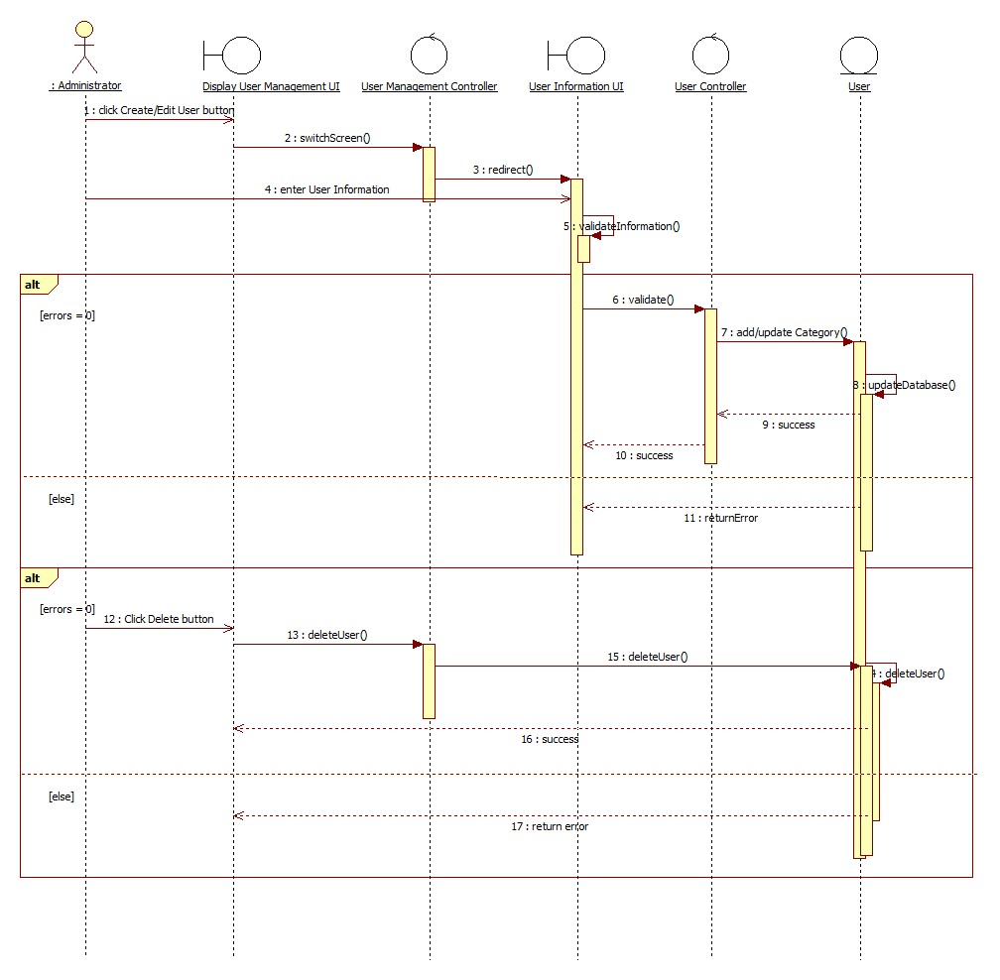 : Administrator
Display User Management UI
User Management Controller
User Information UI
User Controller
User
1 : click Create/Edit User button
2 : switchScreen()
3 : redirect()
4 : enter User Information
5 : validateInformation()
alt
[errors = 0]
6 : validate()
7 : add/update Category()
8 : updateDatabase()
9 : success
10 : success
[else]
11 : returnError
alt
[errors = 0]
12 : Click Delete button
13 : deleteUser()
15 : deleteUser()
4 : deleteUser()
16 : success
[else]
17 : return error